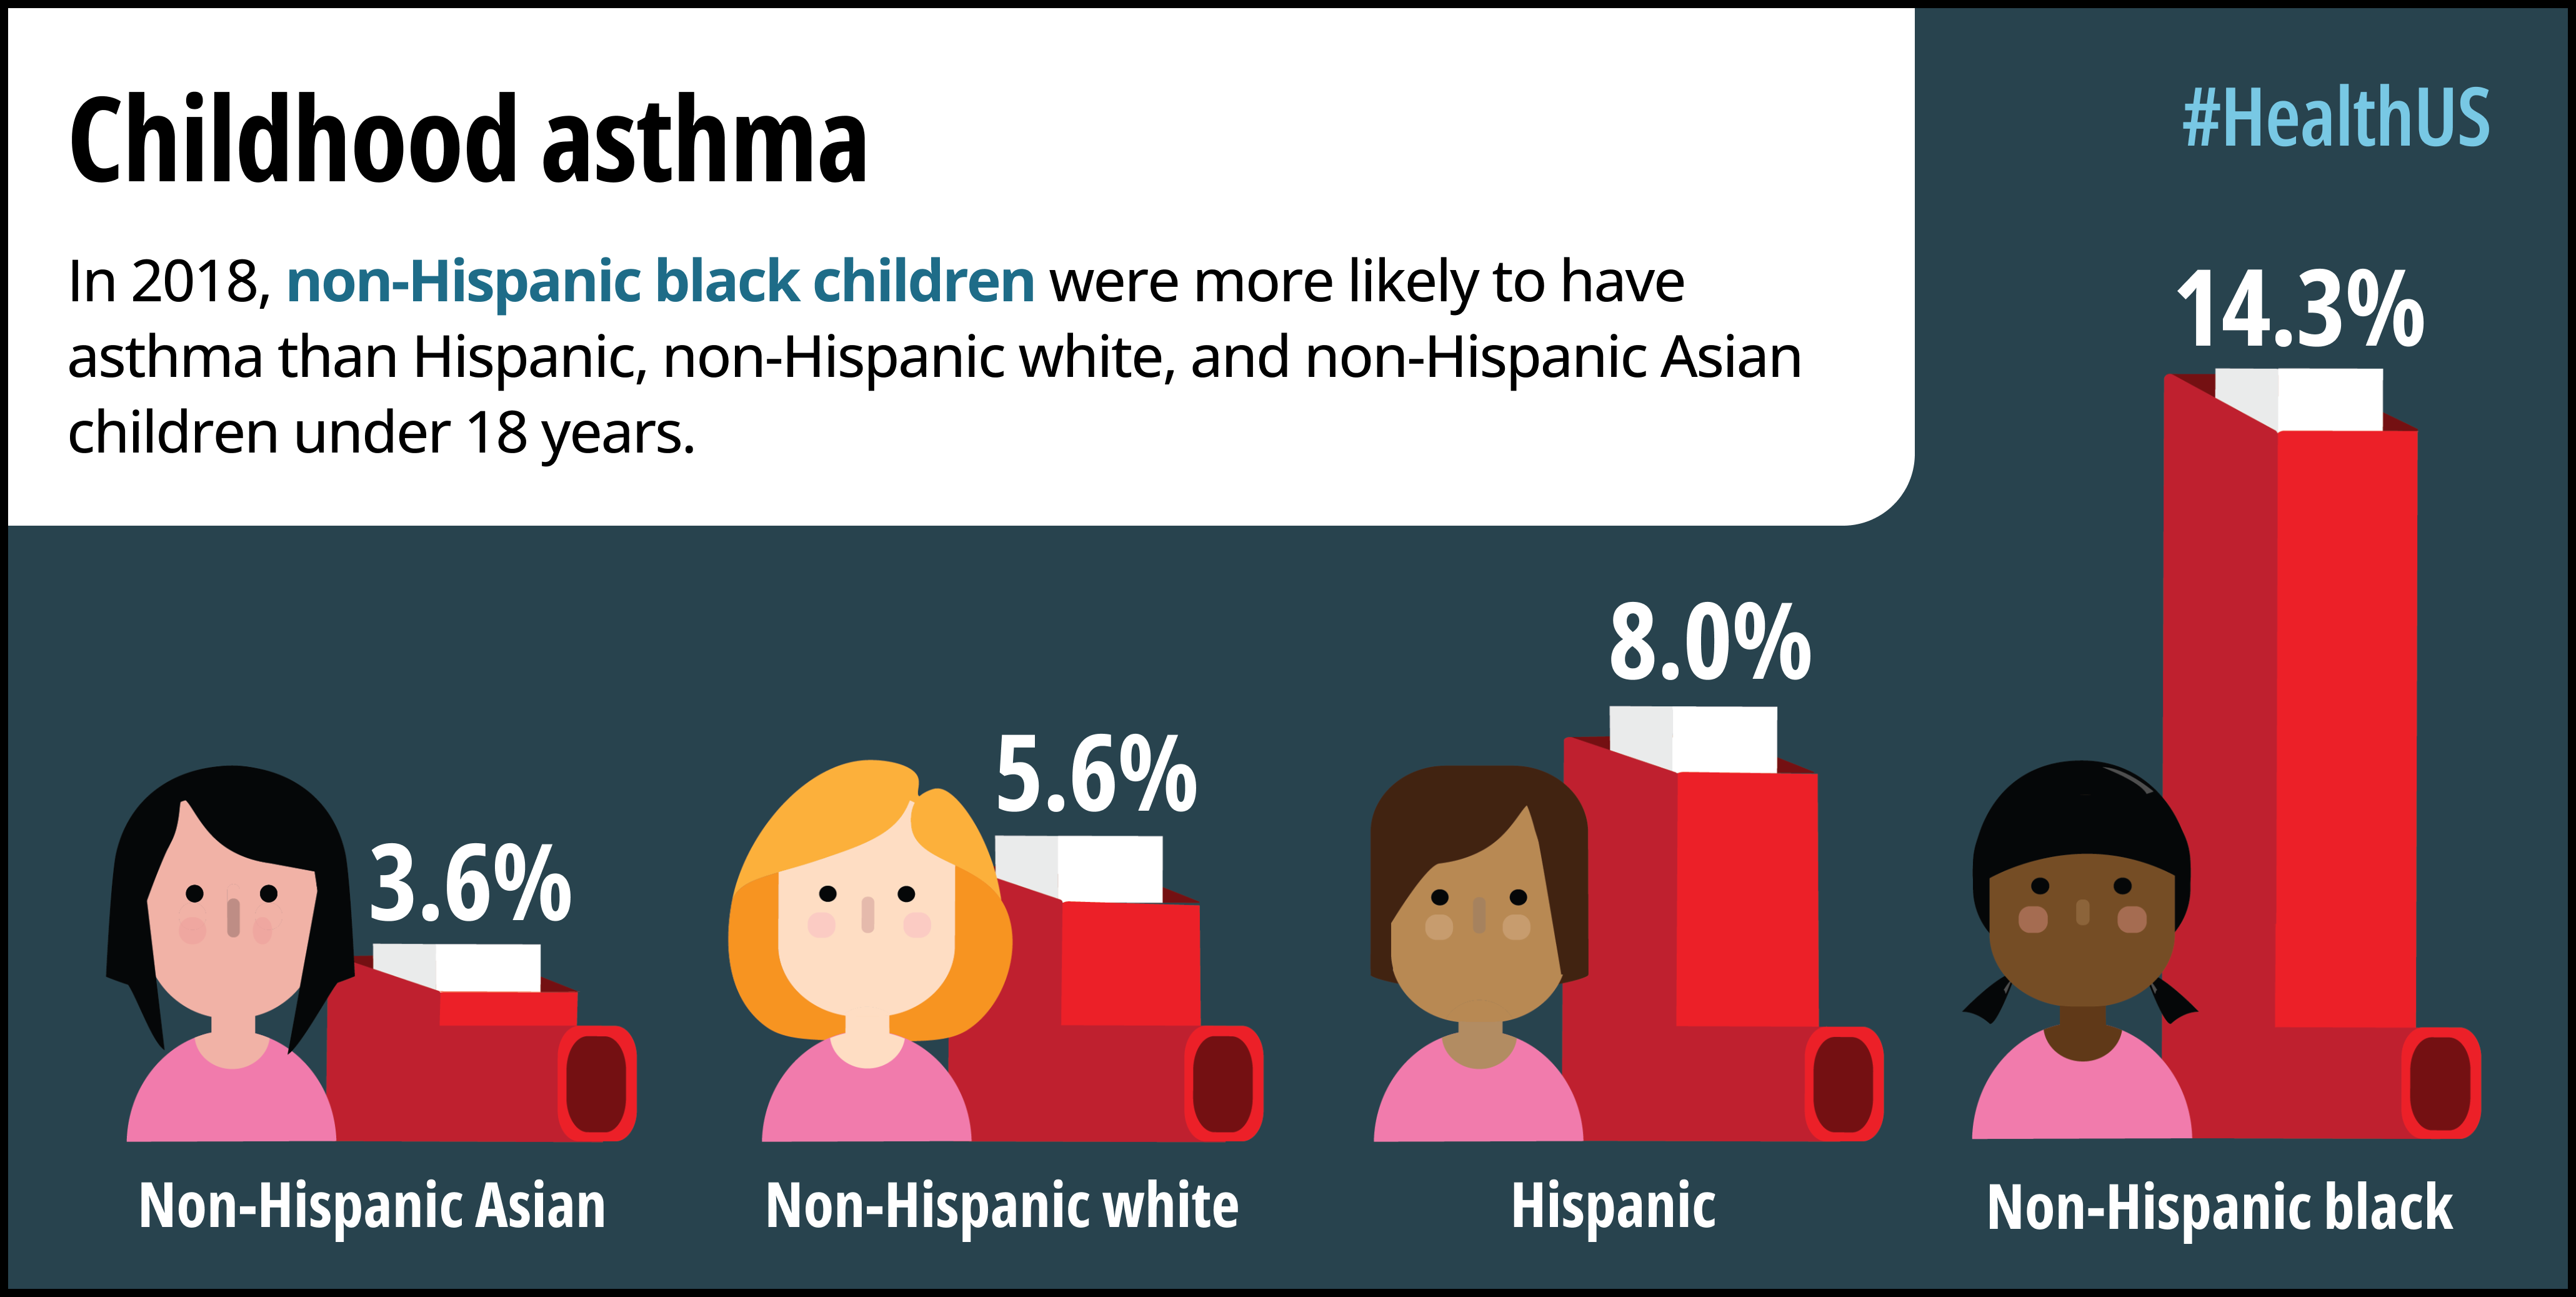 Childhood asthma
#HealthUS
In 2018, non-Hispanic black children were more likely to have
asthma than Hispanic, non-Hispanic white, and non-Hispanic Asian
children under 18 years.
3.6%
5.6%
8.0%
14.3%
Non-Hispanic Asian
Non-Hispanic white
Hispanic
Non-Hispanic black